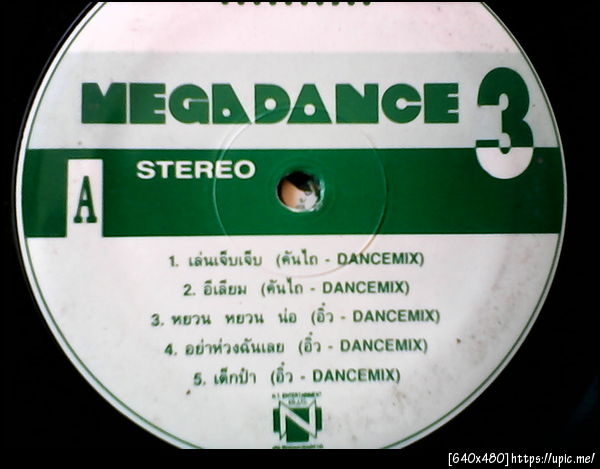 MEGADANCE 3
A
STEREO
1. เล่นเจ็บเจ็บ (คันไถ - DANCEMIX)
2. อีเลียม (คันไถ - DANCEMIX)
3. หยวน หยวน น่อ (อิ๋ว - DANCEMIX)
4. อย่าห่วงฉันเลย (อิ๋ว - DANCEMIX)
5. เด็กป๋า (อิ๋ว - DANCEMIX)
ENTERTAINMENT
N
[640x480]https://upic.me/